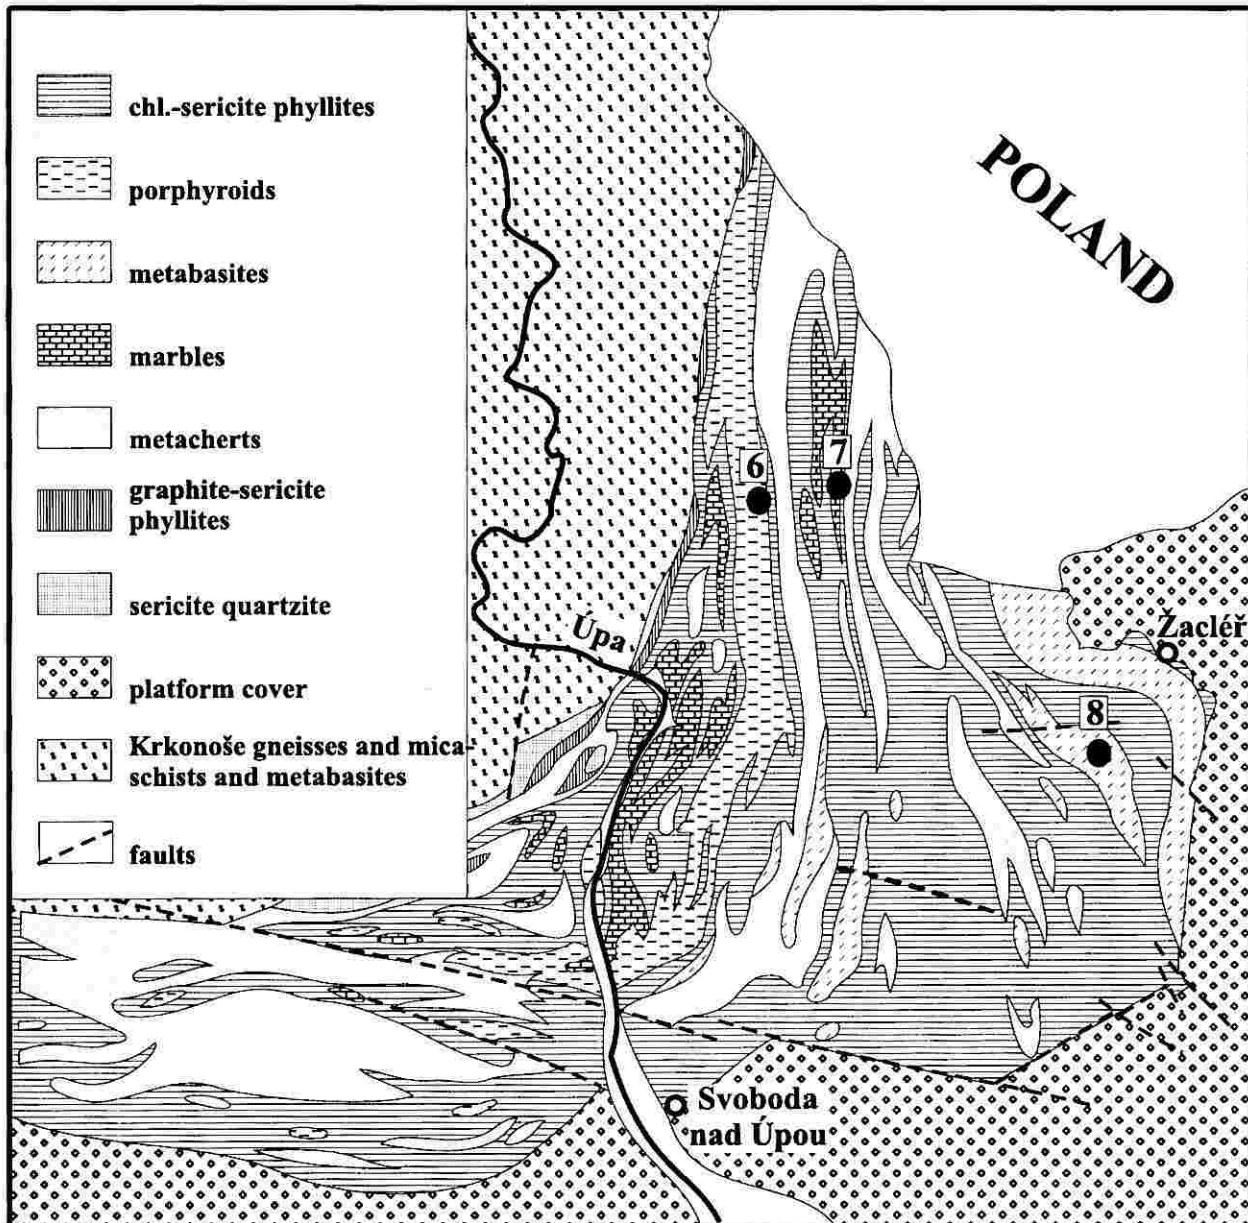 chl.-sericite phyllites
porphyroids
metabasites
marbles
metacherts
graphite-sericite
phyllites
sericite quartzite
platform cover
Krkonoše gneisses and mica-
schists and metabasites
faults
POLAND
6
7
Úpa
Žacléř
8
Svoboda
nad Úpou